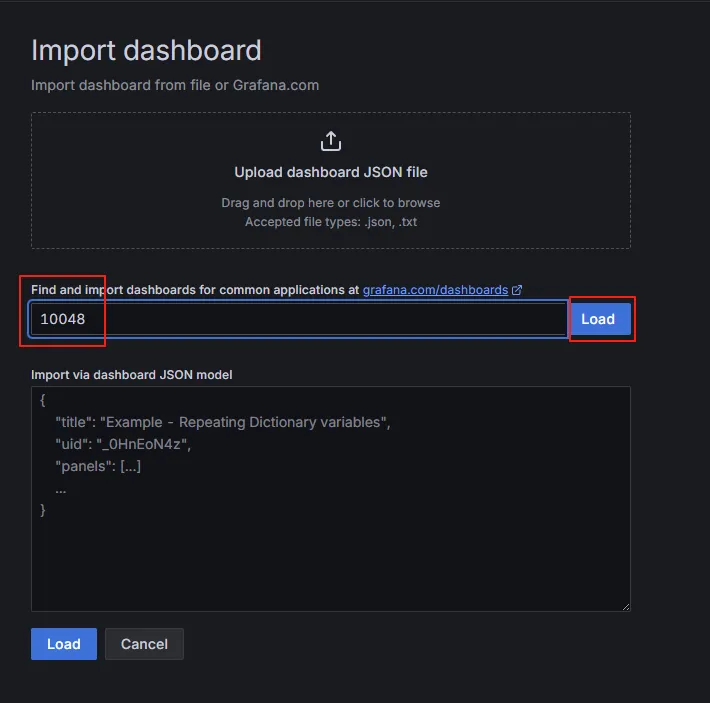 Import dashboard
Import dashboard from file or Grafana.com
Upload dashboard JSON file
Drag and drop here or click to browse
Accepted file types: .json, .txt
Find and import dashboards for common applications at grafana.com/dashboards
10048
Load
Import via dashboard JSON model
{
"title": "Example - Repeating Dictionary variables",
"uid": "_0HnEoN4z",
"panels": [...]
...
}
Load
Cancel